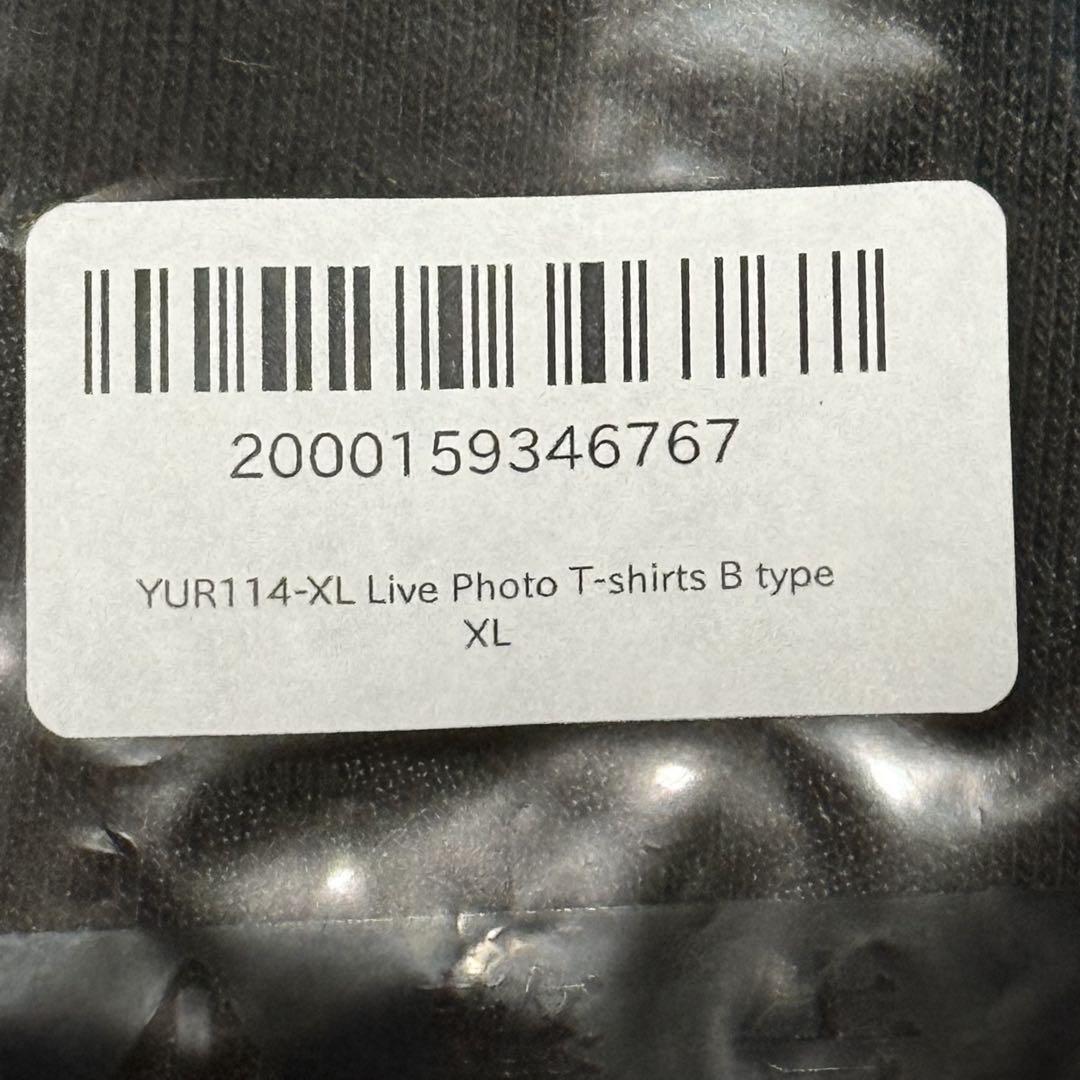 2000159346767
YUR114-XL Live Photo T-shirts B type
XL